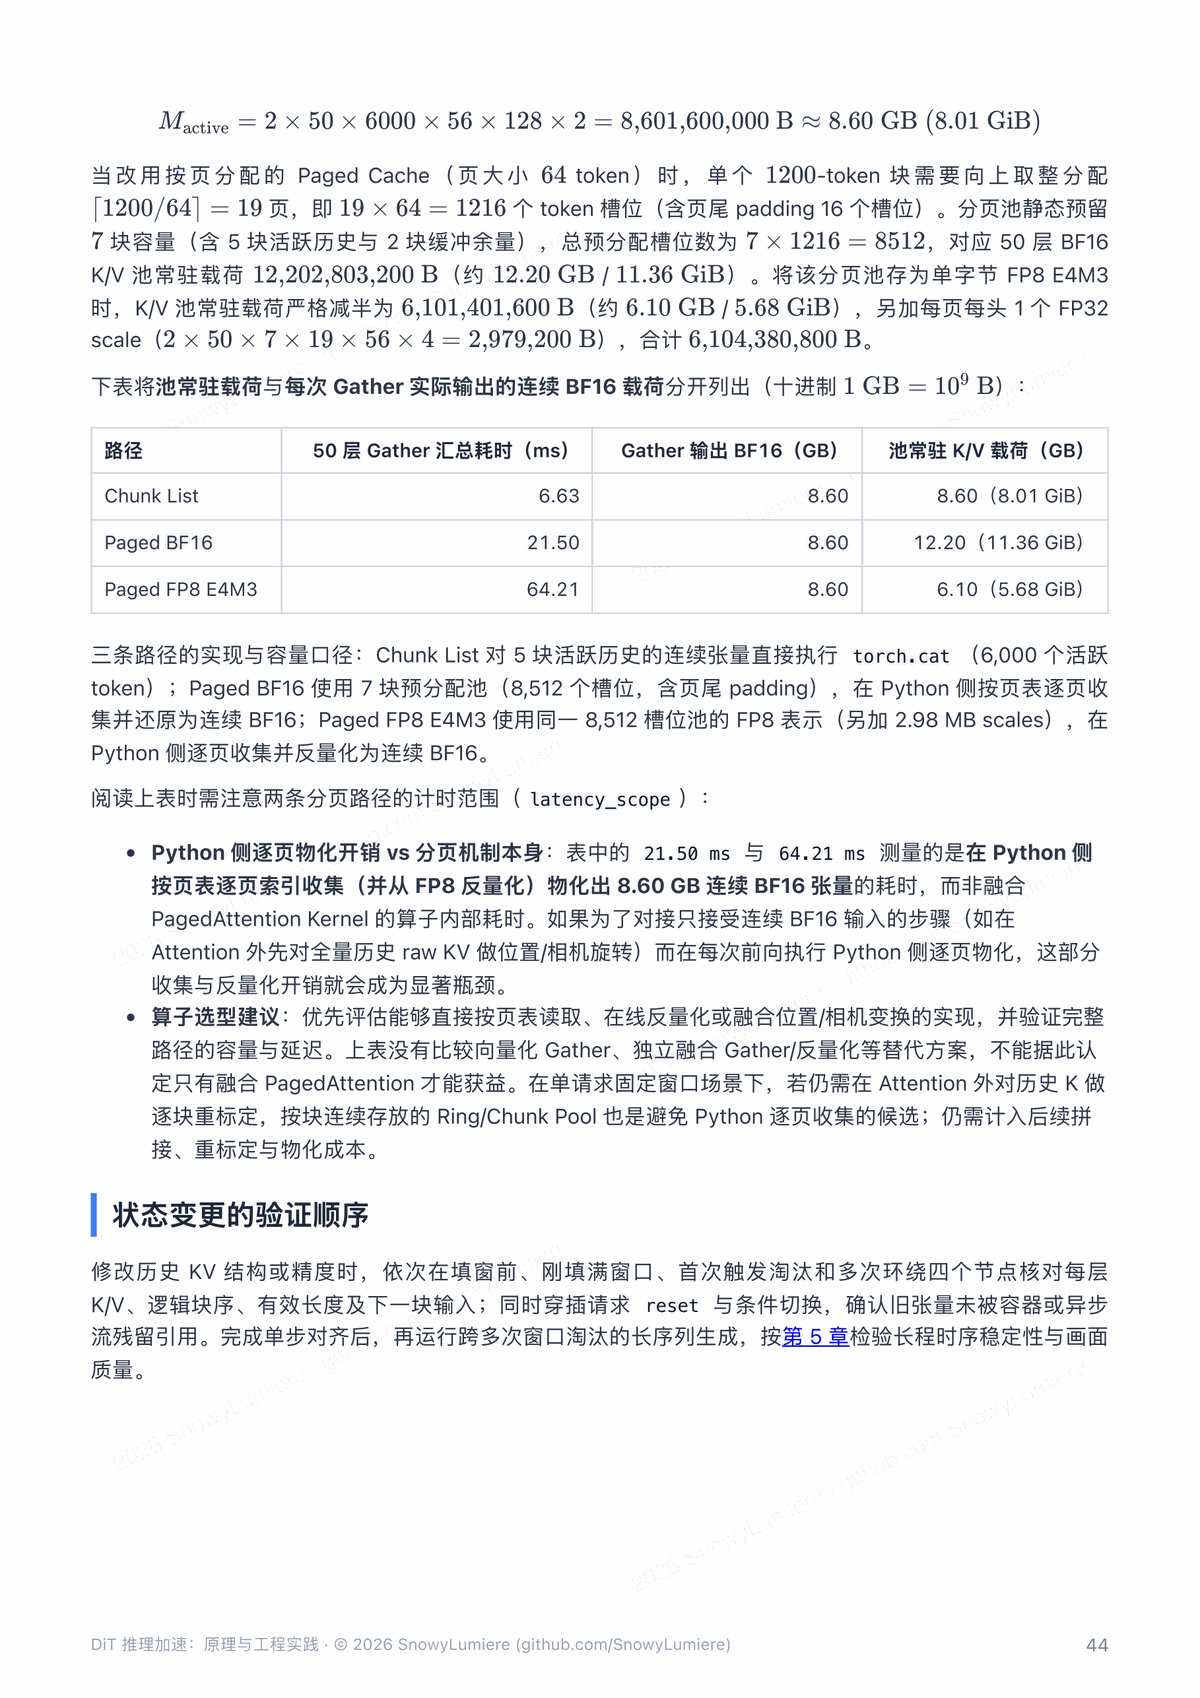 M_active = 2 × 50 × 6000 × 56 × 128 × 2 = 8,601,600,000 B ≈ 8.60 GB (8.01 GiB)
当改用按页分配的 Paged Cache（页大小 64 token）时，单个 1200-token 块需要向上取整分配
⌈1200/64⌉ = 19 页，即 19 × 64 = 1216 个 token 槽位（含页尾 padding 16 个槽位）。分页池静态预留
7 块容量（含 5 块活跃历史与 2 块缓冲余量），总预分配槽位数为 7 × 1216 = 8512，对应 50 层 BF16
K/V 池常驻载荷 12,202,803,200 B（约 12.20 GB / 11.36 GiB）。将该分页池存为单字节 FP8 E4M3
时，K/V 池常驻载荷严格减半为 6,101,401,600 B（约 6.10 GB / 5.68 GiB），另加每页每头 1 个 FP32
scale（2 × 50 × 7 × 19 × 56 × 4 = 2,979,200 B），合计 6,104,380,800 B。
下表将池常驻载荷与每次 Gather 实际输出的连续 BF16 载荷分开列出（十进制 1 GB = 10⁹ B）：
路径 50 层 Gather 汇总耗时（ms） Gather 输出 BF16（GB） 池常驻 K/V 载荷（GB）
Chunk List 6.63 8.60 8.60（8.01 GiB）
Paged BF16 21.50 8.60 12.20（11.36 GiB）
Paged FP8 E4M3 64.21 8.60 6.10（5.68 GiB）
三条路径的实现与容量口径：Chunk List 对 5 块活跃历史的连续张量直接执行 torch.cat （6,000 个活跃
token）；Paged BF16 使用 7 块预分配池（8,512 个槽位，含页尾 padding），在 Python 侧按页表逐页收
集并还原为连续 BF16；Paged FP8 E4M3 使用同一 8,512 槽位池的 FP8 表示（另加 2.98 MB scales），在
Python 侧逐页收集并反量化为连续 BF16。
阅读上表时需注意两条分页路径的计时范围（ latency_scope ）：
• Python 侧逐页物化开销 vs 分页机制本身：表中的 21.50 ms 与 64.21 ms 测量的是在 Python 侧
按页表逐页索引收集（并从 FP8 反量化）物化出 8.60 GB 连续 BF16 张量的耗时，而非融合
PagedAttention Kernel 的算子内部耗时。如果为了对接只接受连续 BF16 输入的步骤（如在
Attention 外先对全量历史 raw KV 做位置/相机旋转）而在每次前向执行 Python 侧逐页物化，这部分
收集与反量化开销就会成为显著瓶颈。
• 算子选型建议：优先评估能够直接按页表读取、在线反量化或融合位置/相机变换的实现，并验证完整
路径的容量与延迟。上表没有比较向量化 Gather、独立融合 Gather/反量化等替代方案，不能据此认
定只有融合 PagedAttention 才能获益。在单请求固定窗口场景下，若仍需在 Attention 外对历史 K 做
逐块重标定，按块连续存放的 Ring/Chunk Pool 也是避免 Python 逐页收集的候选；仍需计入后续拼
接、重标定与物化成本。
状态变更的验证顺序
修改历史 KV 结构或精度时，依次在填窗前、刚填满窗口、首次触发淘汰和多次环绕四个节点核对每层
K/V、逻辑块序、有效长度及下一块输入；同时穿插请求 reset 与条件切换，确认旧张量未被容器或异步
流残留引用。完成单步对齐后，再运行跨多次窗口淘汰的长序列生成，按第 5 章检验长程时序稳定性与画面
质量。
2026 SnowyLumiere
2026 SnowyLumiere · github.com SnowyLumiere
DiT 推理加速：原理与工程实践 · © 2026 SnowyLumiere (github.com/SnowyLumiere) 44